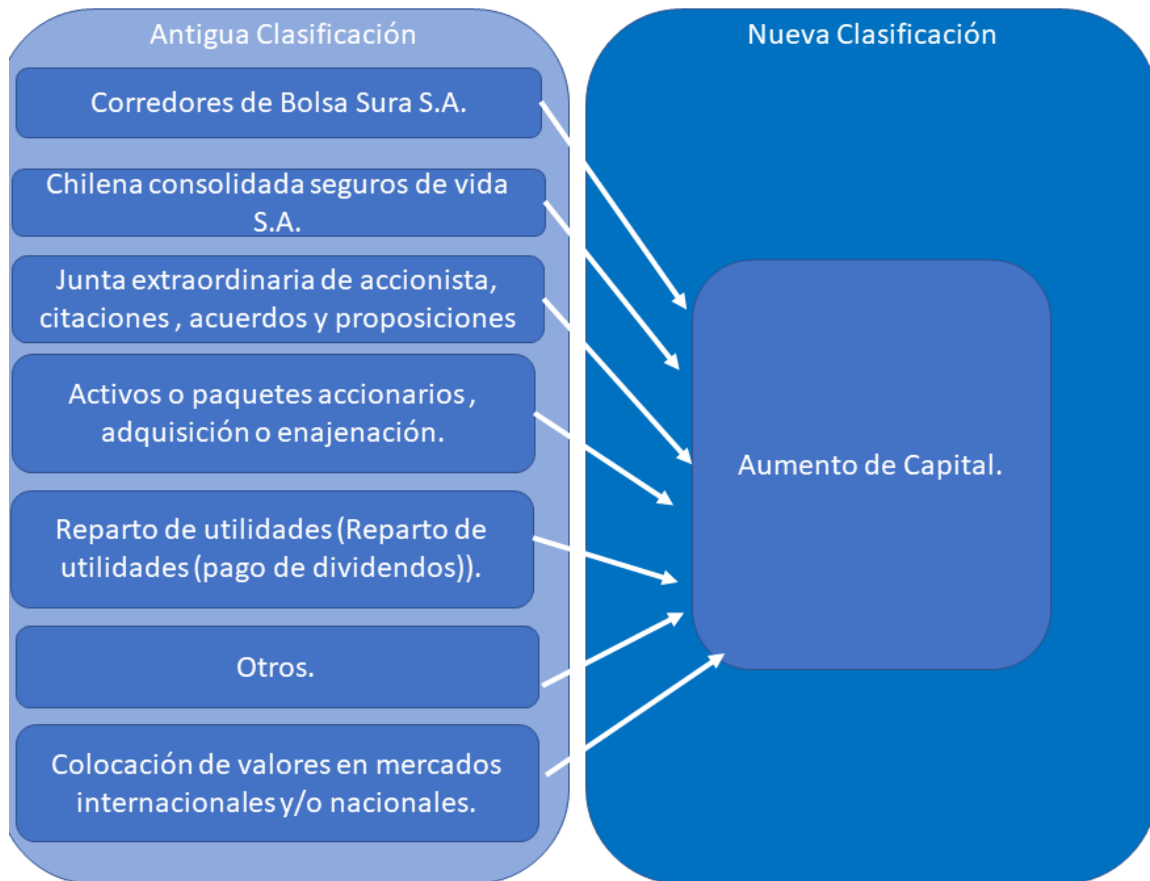 Antigua Clasificación
Corredores de Bolsa Sura S.A.
Chilena consolidada seguros de vida
S.A.
Junta extraordinaria de accionista,
citaciones , acuerdos y proposiciones
Activos o paquetes accionarios ,
adquisición o enajenación.
Reparto de utilidades (Reparto de
utilidades (pago de dividendos)).
Otros.
Colocación de valores en mercados
internacionales y/o nacionales.
Nueva Clasificación
Aumento de Capital.